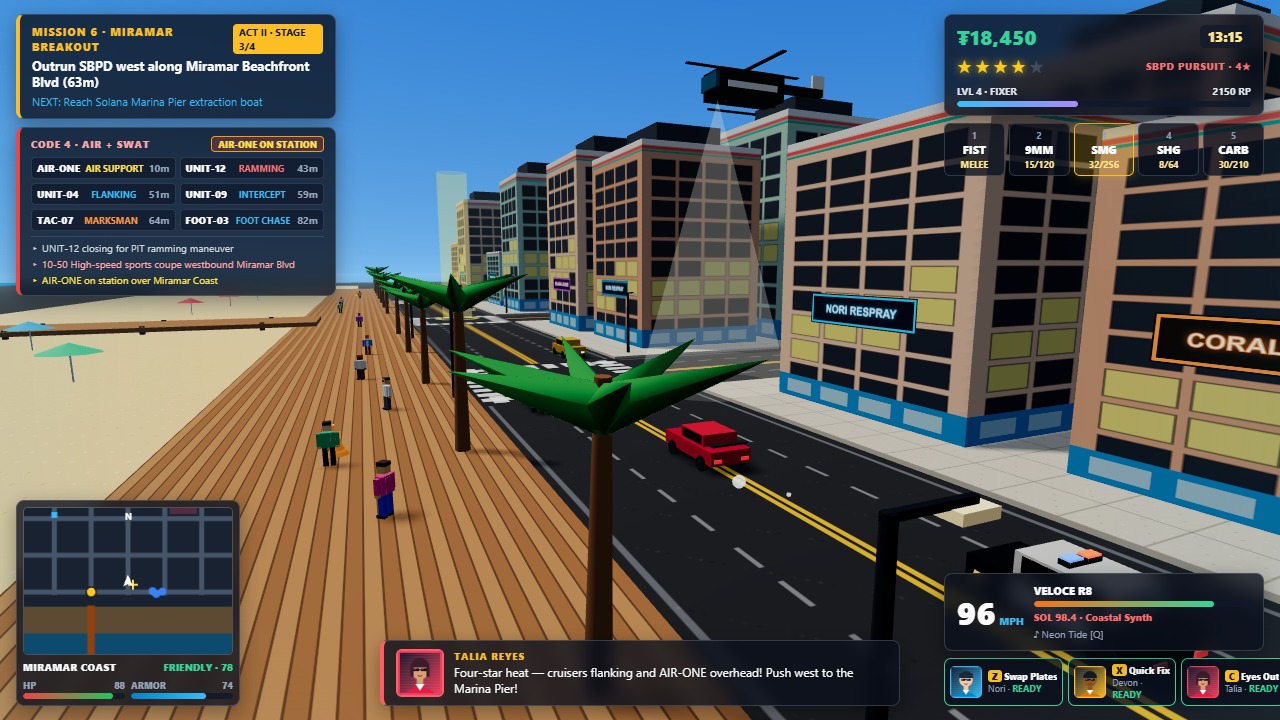 MISSION 6 · MIRAMAR BREAKOUT
ACT II · STAGE 3/4
Outrun SBPD west along Miramar Beachfront
Blvd (63m)
NEXT: Reach Solana Marina Pier extraction boat
CODE 4 · AIR + SWAT
AIR-ONE ON STATION
AIR-ONE AIR SUPPORT 10m
UNIT-12 RAMMING 43m
UNIT-04 FLANKING 51m
UNIT-09 INTERCEPT 59m
TAC-07 MARKSMAN 64m
FOOT-03 FOOT CHASE 82m
▸ UNIT-12 closing for PIT ramming maneuver
▸ 10-50 High-speed sports coupe westbound Miramar Blvd
▸ AIR-ONE on station over Miramar Coast
₮18,450
13:15
★★★★★
SBPD PURSUIT · 4★
LVL 4 · FIXER
2150 RP
1
FIST
MELEE
2
9MM
15/120
SMG
32/256
4
SHG
8/64
5
CARB
30/210
NORI RESPRAY
CORAL
N
MIRAMAR COAST
FRIENDLY · 78
HP 88
ARMOR 74
TALIA REYES
Four-star heat — cruisers flanking and AIR-ONE overhead! Push west to the
Marina Pier!
96 MPH
VELOCE R8
SOL 98.4 · Coastal Synth
♪ Neon Tide [Q]
Z Swap Plates
Nori · READY
X Quick Fix
Devon ·
READY
C Eyes Out
Talia · READY